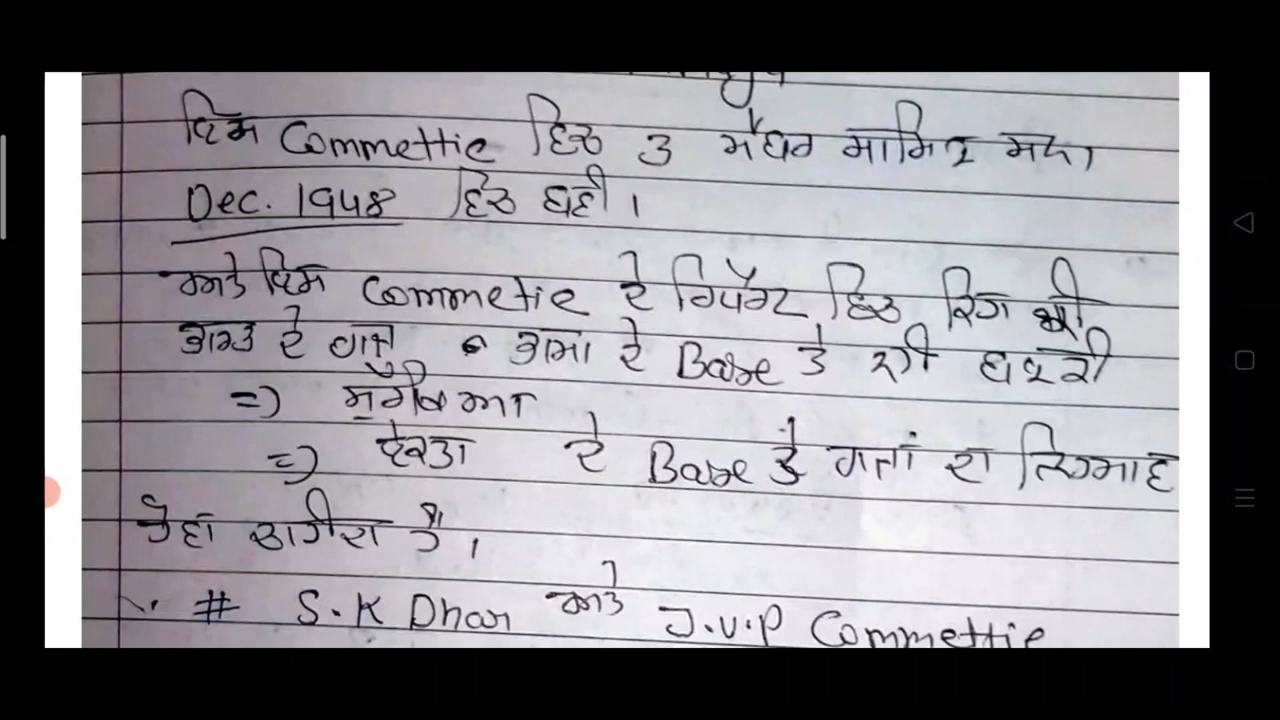 ਇਸ Commettie ਵਿਚ 3 ਮੈਂਬਰ ਸਾਮਿਲ ਸਨ।
Dec. 1948 ਵਿਚ ਬਣੀ।
ਅਤੇ ਇਸ Commetie ਦੇ ਰਿਪੋਰਟ ਵਿਚ ਕਿਹਾ ਵੀ
ਭਾਰਤ ਦੇ ਰਾਜ ਭਾਸਾ ਦੇ Base ਤੇ ਨਹੀਂ
=) ਸੁਰੱਖਿਆ
=) ਏਕਤਾ ਦੇ Base ਤੇ ਰਾਜਾਂ ਦਾ ਨਿਰਮਾਣ
ਹੋਣਾ ਚਾਹੀਦਾ ਹੈ।
# S.K Dhar ਅਤੇ J.V.P Commettie